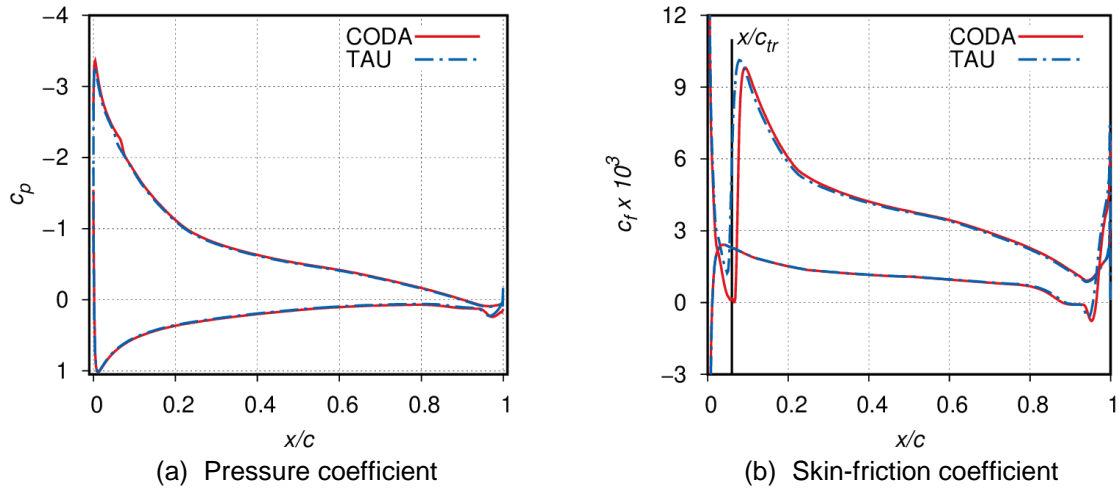 −4
−3
−2
−1
0
1
c_p
CODA
TAU
0 0.2 0.4 0.6 0.8 1
x/c
(a) Pressure coefficient
12
9
6
3
0
−3
c_f x 10^3
x/c_tr
CODA
TAU
0 0.2 0.4 0.6 0.8 1
x/c
(b) Skin-friction coefficient